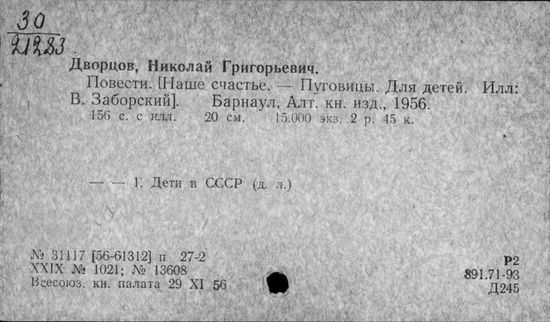 30
21283
Дворцов, Николай Григорьевич.
Повести. [Наше счастье. — Пуговицы. Для детей. Илл:
В. Заборский]. Барнаул, Алт. кн. изд., 1956.
156 с. с илл. 20 см. 15.000 экз. 2 р. 45 к.
— — 1. Дети в СССР (д. л.)
№ 31117 [56-61312] п 27-2
XXIX № 1021; № 13608
Всесоюз. кн. палата 29 XI 56
Р2
891.71-93
Д245